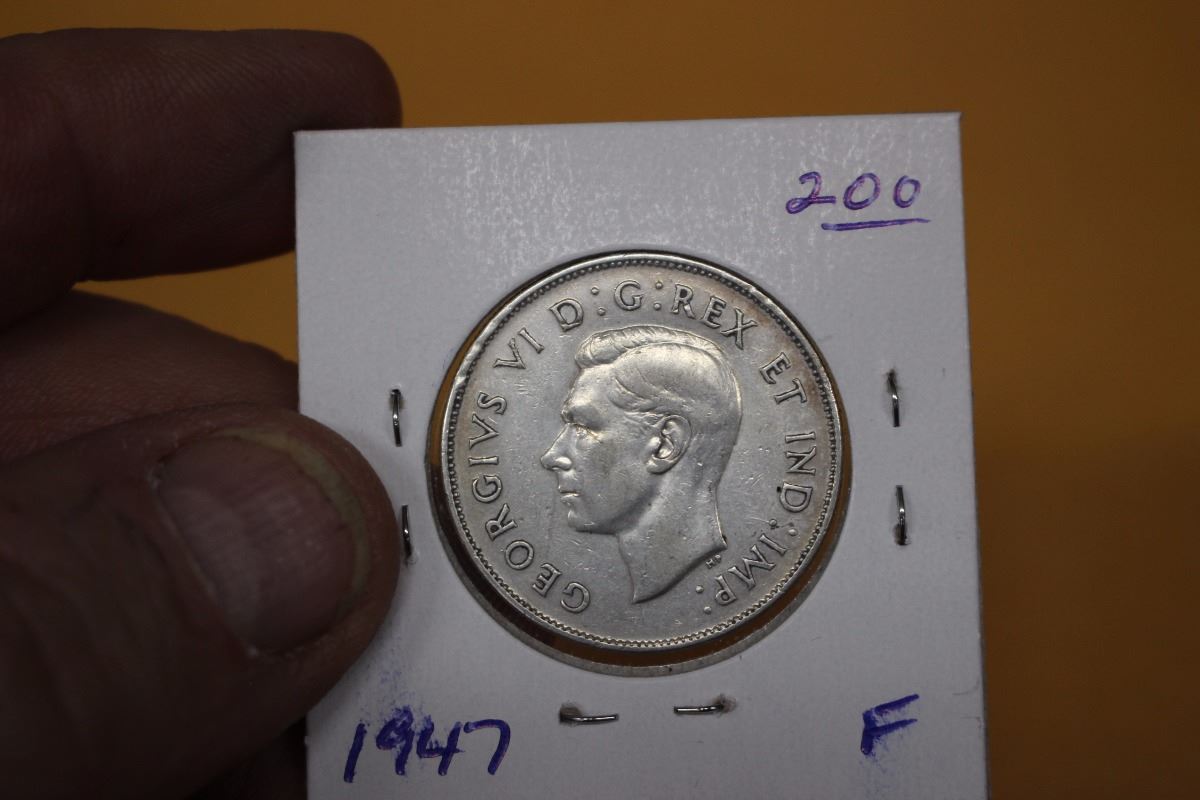 200
GEORGIVS VI D:G:REX ET IND:IMP:
HP
1947
F